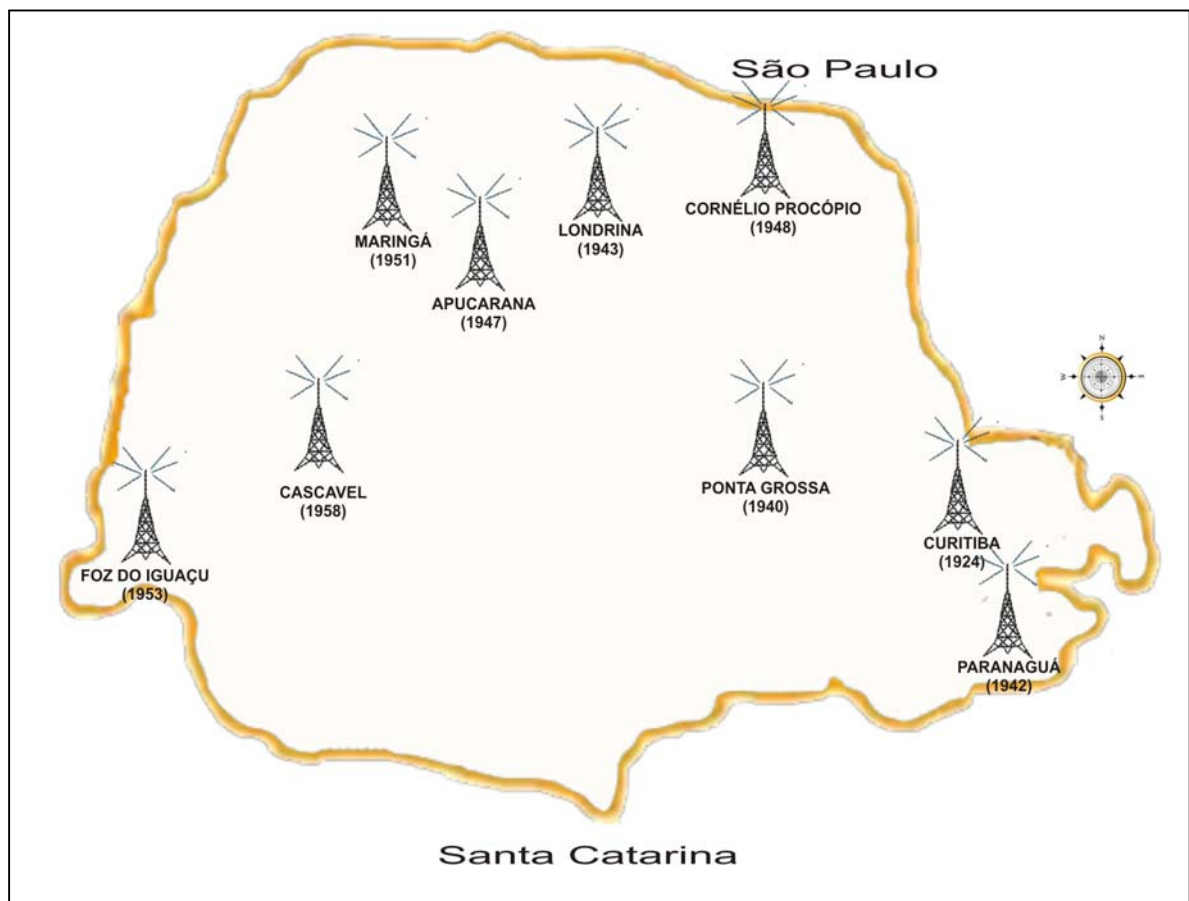 São Paulo
MARINGÁ
(1951)
APUCARANA
(1947)
LONDRINA
(1943)
CORNÉLIO PROCÓPIO
(1948)
N
W
S
CASCAVEL
(1958)
PONTA GROSSA
(1940)
FOZ DO IGUAÇU
(1953)
CURITIBA
(1924)
PARANAGUÁ
(1942)
Santa Catarina